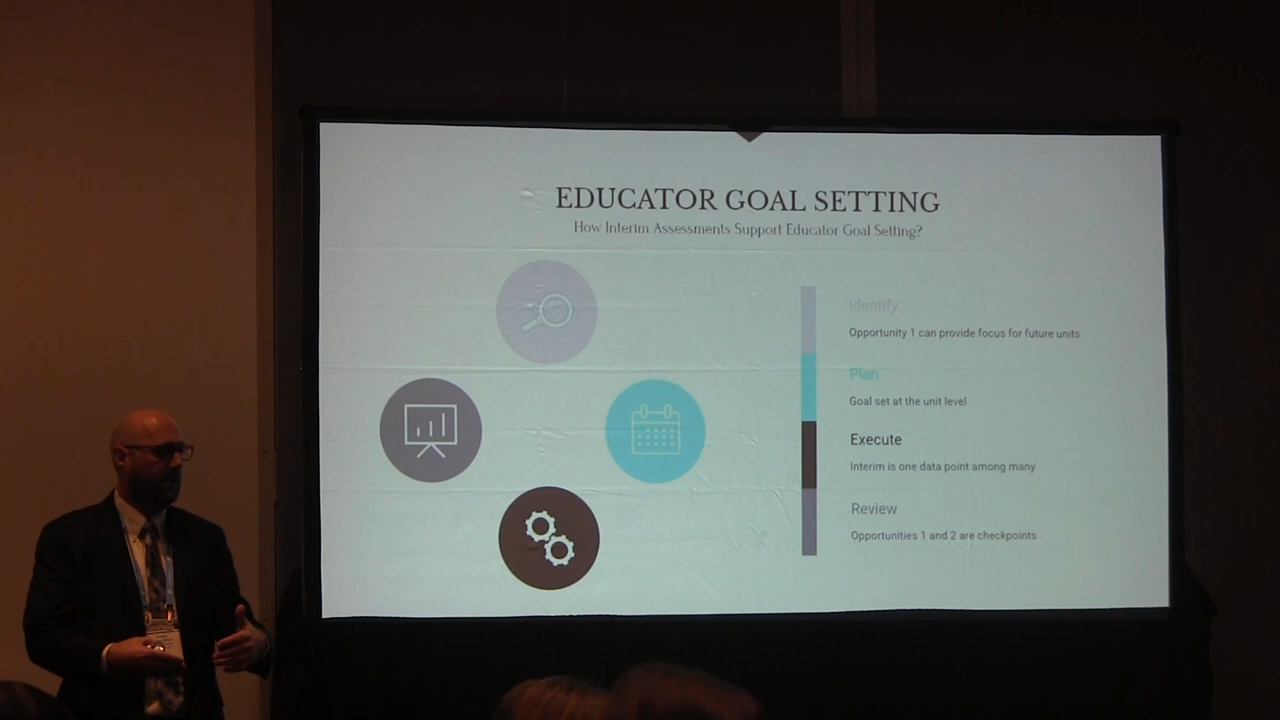 EDUCATOR GOAL SETTING
How Interim Assessments Support Educator Goal Setting?
Identify
Opportunity 1 can provide focus for future units
Plan
Goal set at the unit level
Execute
Interim is one data point among many
Review
Opportunities 1 and 2 are checkpoints